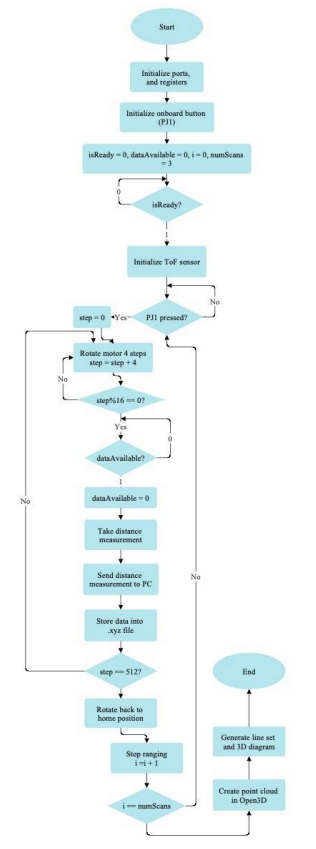 Start
Initialize ports,
and registers
Initialize onboard button
(PJ1)
isReady = 0, dataAvailable = 0, i = 0, numScans
= 3
0
isReady?
1
Initialize ToF sensor
No
step = 0
Yes
PJ1 pressed?
Rotate motor 4 steps
step = step + 4
No
step%16 == 0?
Yes
0
dataAvailable?
1
dataAvailable = 0
No
Take distance
measurement
Send distance
measurement to PC
No
Store data into
.xyz file
step == 512?
End
Rotate back to
home position
Generate line set
and 3D diagram
Stop ranging
i =i + 1
Create point cloud
in Open3D
i == numScans